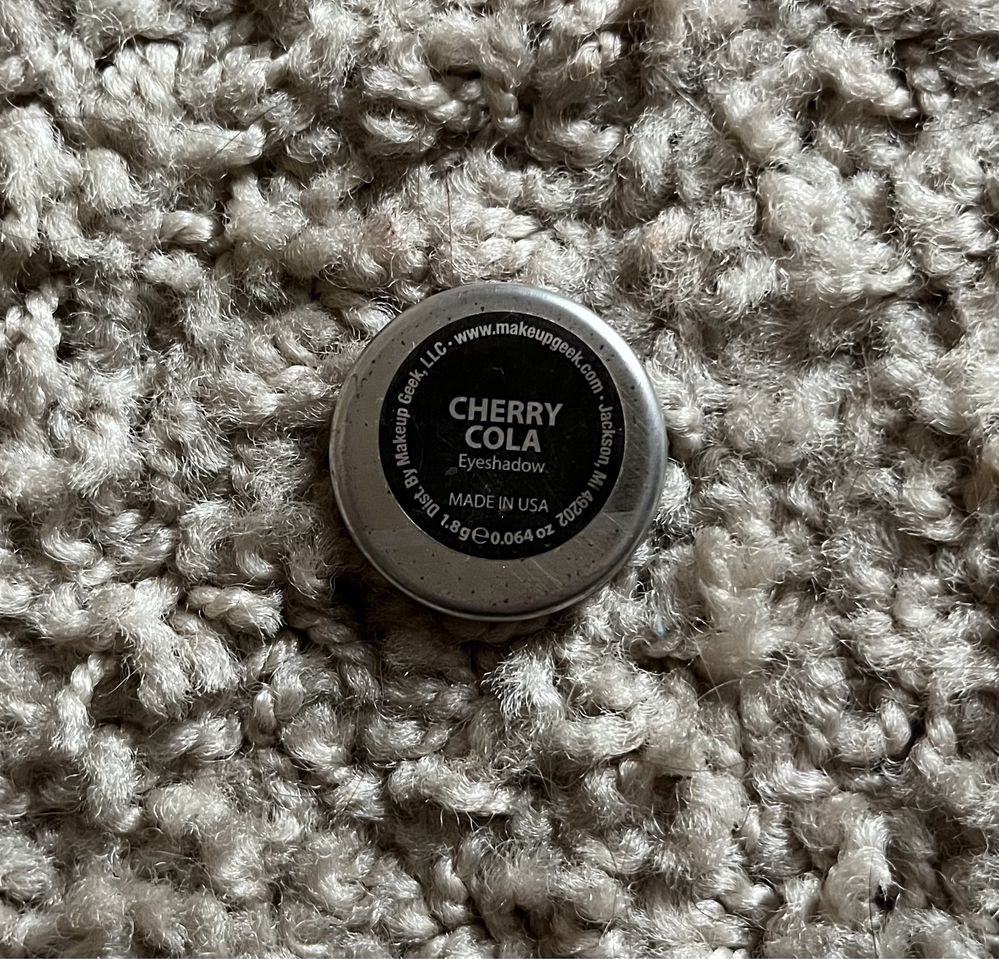 CHERRY
COLA
Eyeshadow
MADE IN USA
Dist. By Makeup Geek, LLC · www.makeupgeek.com · Jackson, MI 49202
1.8 g℮0.064 oz